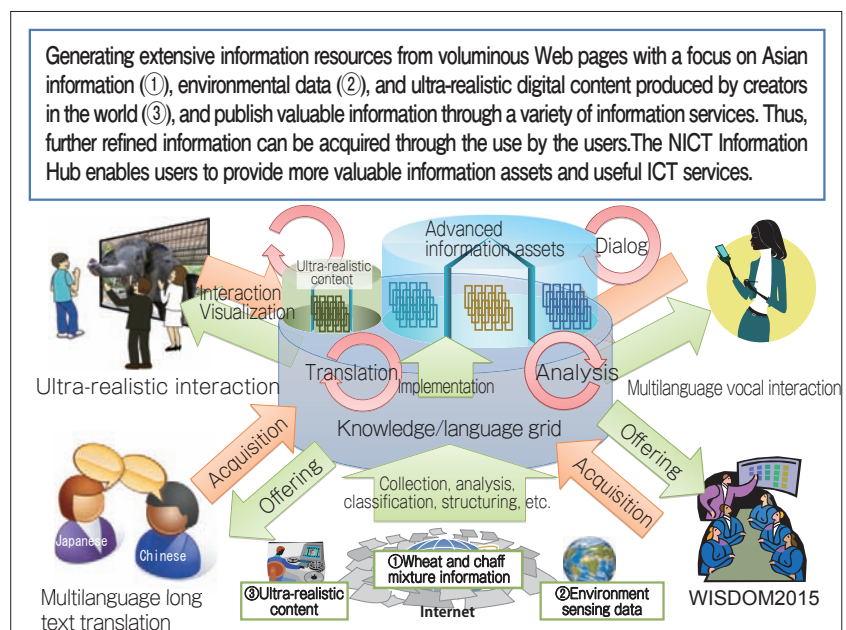 Generating extensive information resources from voluminous Web pages with a focus on Asian
information (①), environmental data (②), and ultra-realistic digital content produced by creators
in the world (③), and publish valuable information through a variety of information services. Thus,
further refined information can be acquired through the use by the users.The NICT Information
Hub enables users to provide more valuable information assets and useful ICT services.
Advanced
information assets
Dialog
Ultra-realistic
content
Interaction
Visualization
Translation
Implementation
Analysis
Ultra-realistic interaction
Multilanguage vocal interaction
Knowledge/language grid
Acquisition
Offering
Offering
Acquisition
Collection, analysis,
classification, structuring, etc.
Japanese
Chinese
①Wheat and chaff
mixture information
③Ultra-realistic
content
②Environment
sensing data
Internet
Multilanguage long
text translation
WISDOM2015